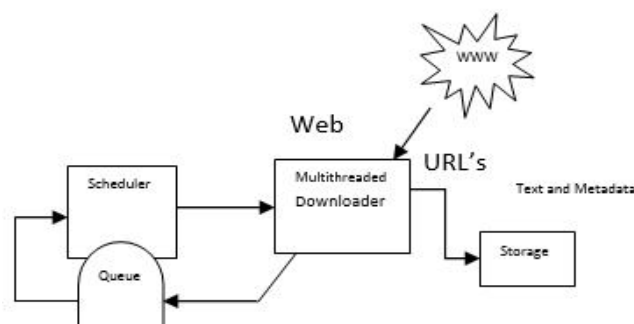 WWW
Web
URL's
Scheduler
Multithreaded
Downloader
Text and Metadata
Storage
Queue